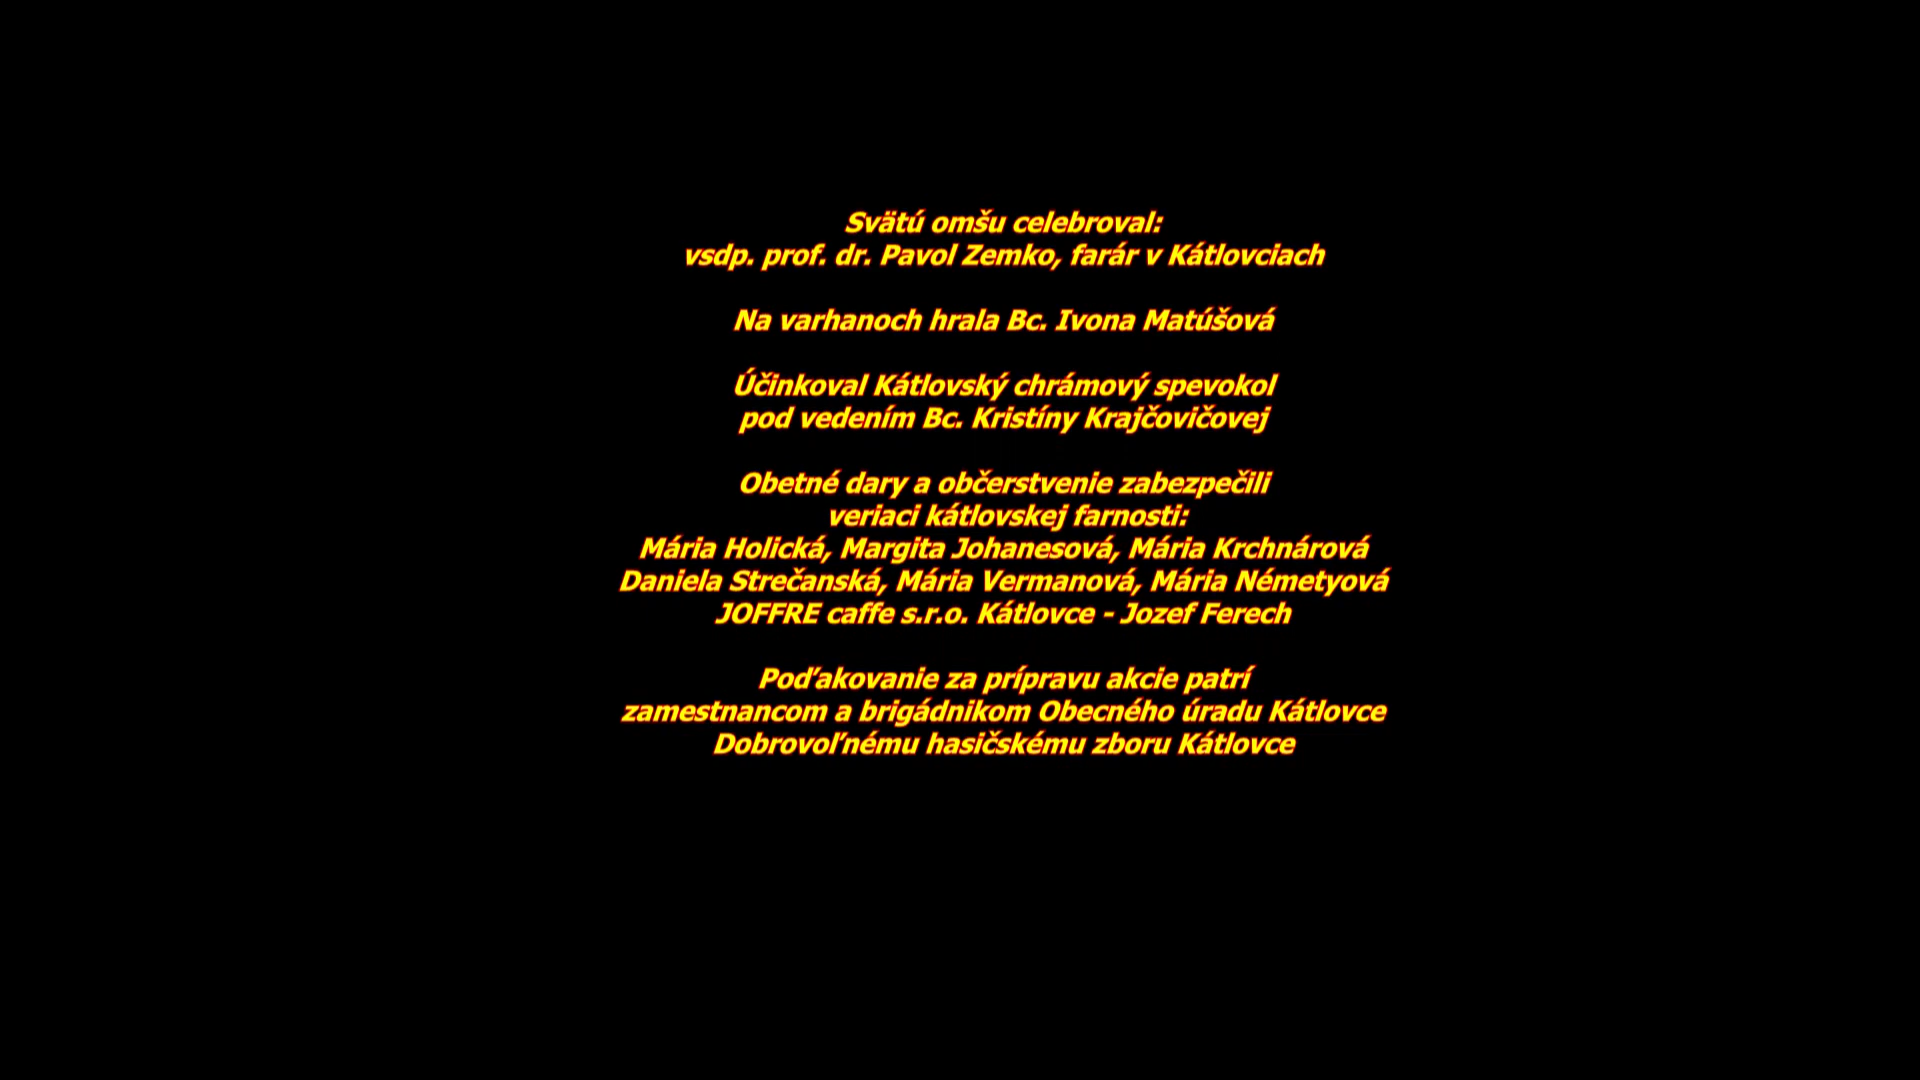 Svätú omšu celebroval:
vsdp. prof. dr. Pavol Zemko, farár v Kátlovciach
Na varhanoch hrala Bc. Ivona Matúšová
Účinkoval Kátlovský chrámový spevokol
pod vedením Bc. Kristíny Krajčovičovej
Obetné dary a občerstvenie zabezpečili
veriaci kátlovskej farnosti:
Mária Holická, Margita Johanesová, Mária Krchnárová
Daniela Strečanská, Mária Vermanová, Mária Némety​ová
JOFFRE caffe s.r.o. Kátlovce - Jozef Ferech
Poďakovanie za prípravu akcie patrí
zamestnancom a brigádnikom Obecného úradu Kátlovce
Dobrovoľnému hasičskému zboru Kátlovce